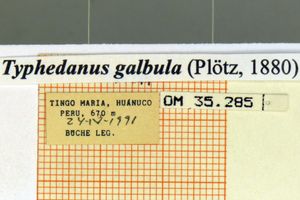 Typhedanus galbula (Plötz, 1880)
TINGO MARIA, HUÁNUCO
PERU, 670 m
24-IV-1991
BÜCHE LEG.
OM 35.285